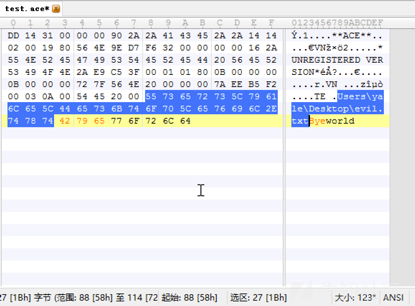 test.ace*
0 1 2 3 4 5 6 7 8 9 A B C D E F 0123456789ABCDEF
DD 14 31 00 00 00 90 2A 2A 41 43 45 2A 2A 14 14 Ý.1....**ACE**..
02 00 19 80 56 4E 9E D7 F6 32 00 00 00 00 16 2A ...€VNž×ö2.....*
55 4E 52 45 47 49 53 54 45 52 45 44 20 56 45 52 UNREGISTERED VER
53 49 4F 4E 2A E9 C5 3F 00 01 01 80 0B 00 00 00 SION*éÅ?...€....
0B 00 00 00 72 7F 56 4E 20 00 00 00 7A EE B5 F2 ....r.VN ...zîµò
00 03 0A 00 54 45 20 00 55 73 65 72 73 5C 79 61 ....TE .Users\ya
6C 65 5C 44 65 73 6B 74 6F 70 5C 65 76 69 6C 2E le\Desktop\evil.
74 78 74 42 79 65 77 6F 72 6C 64 txtByeworld
27 [1Bh] 字节 (范围: 88 [58h] 至 114 [72 起始: 88 [58h] 选区: 27 [1Bh] 大小: 123* ANSI